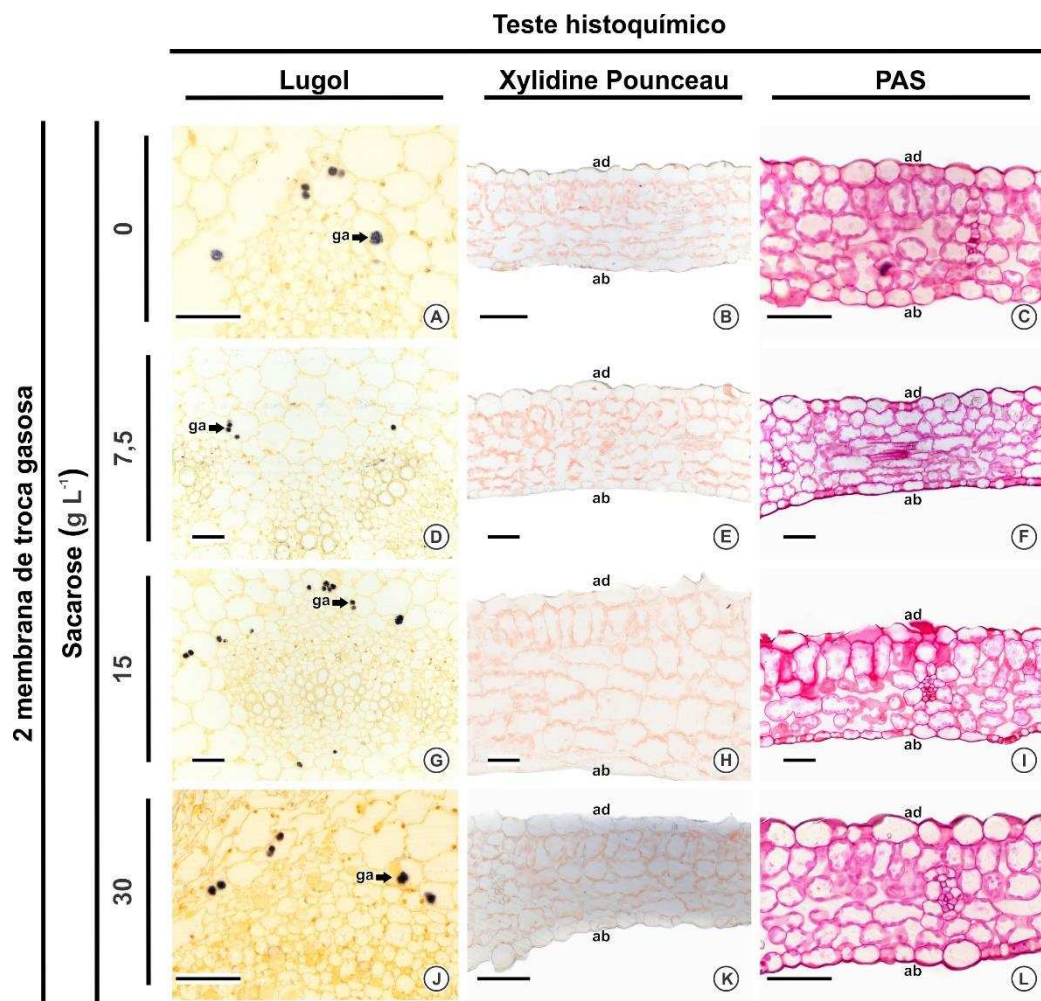 Teste histoquímico
Lugol
Xylidine Pounceau
PAS
2 membrana de troca gasosa
Sacarose (g L⁻¹)
0
ga
A
ad
ab
B
ad
ab
C
7,5
ga
D
ad
ab
E
ad
ab
F
15
ga
G
ad
ab
H
ad
ab
I
30
ga
J
ad
ab
K
ad
ab
L